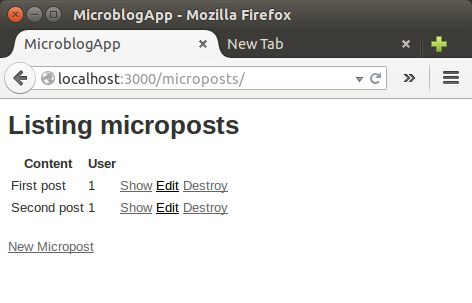 MicroblogApp - Mozilla Firefox
MicroblogApp New Tab
localhost:3000/microposts/
Listing microposts
Content User
First post 1 Show Edit Destroy
Second post 1 Show Edit Destroy
New Micropost